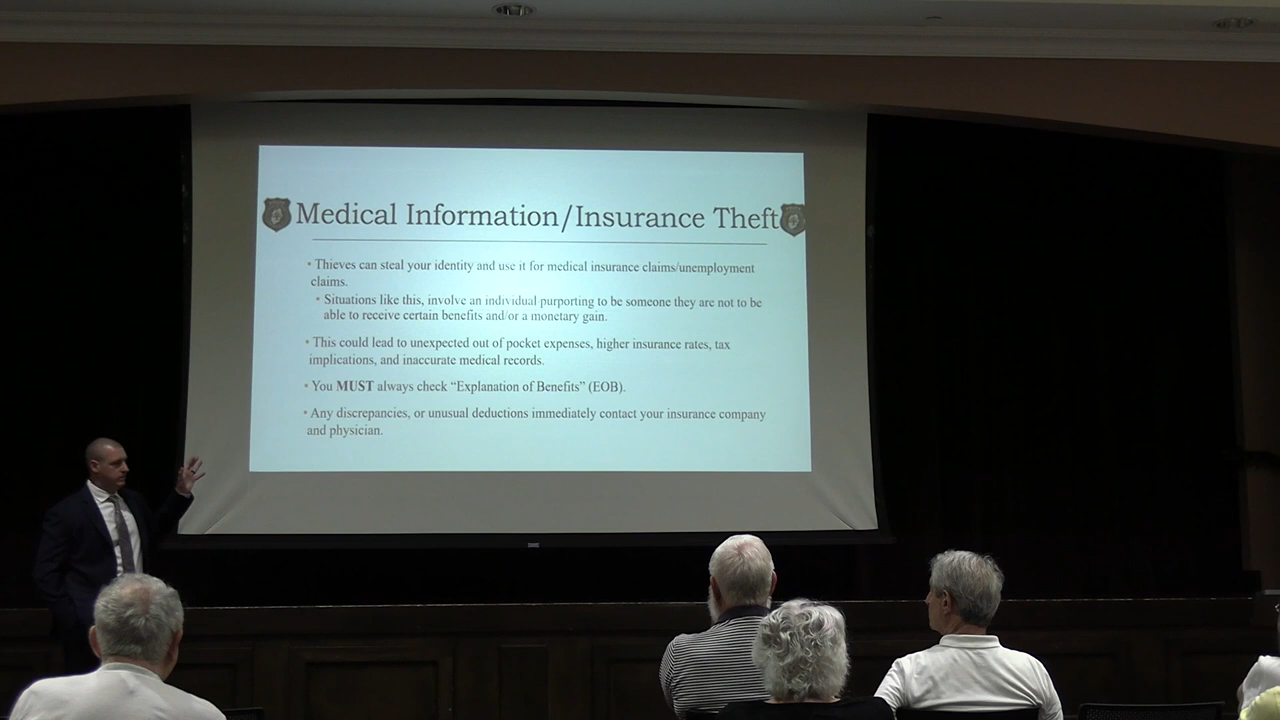 Medical Information/Insurance Theft
• Thieves can steal your identity and use it for medical insurance claims/unemployment
claims.
• Situations like this, involve an individual purporting to be someone they are not to be
able to receive certain benefits and/or a monetary gain.
• This could lead to unexpected out of pocket expenses, higher insurance rates, tax
implications, and inaccurate medical records.
• You MUST always check “Explanation of Benefits” (EOB).
• Any discrepancies, or unusual deductions immediately contact your insurance company
and physician.